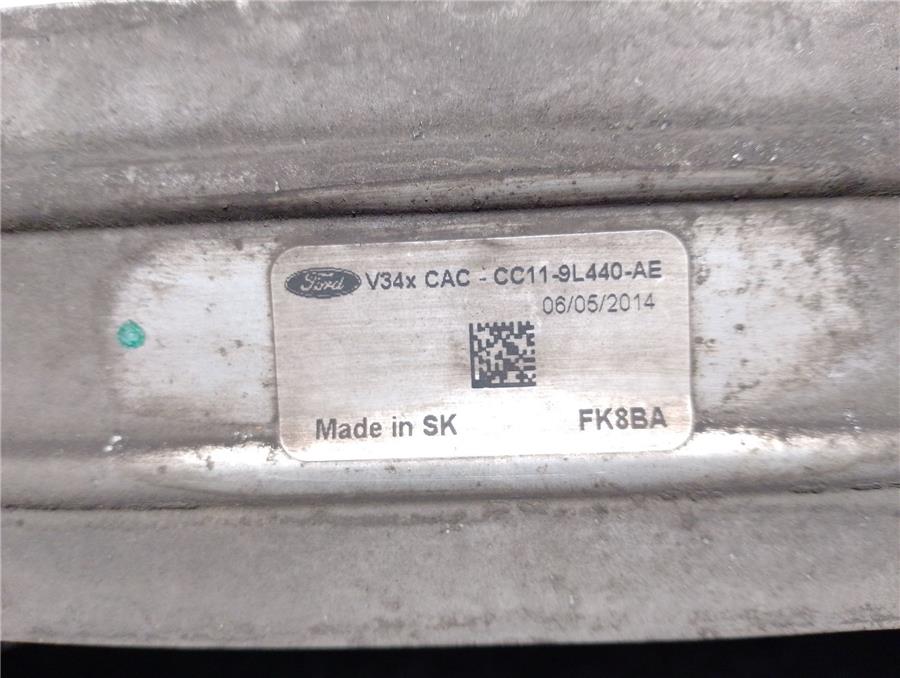 Ford V34x CAC - CC11-9L440-AE
06/05/2014
Made in SK FK8BA